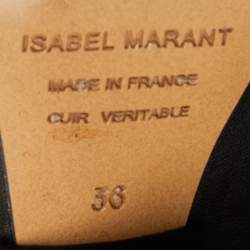 ISABEL MARANT
MADE IN FRANCE
CUIR VERITABLE
36